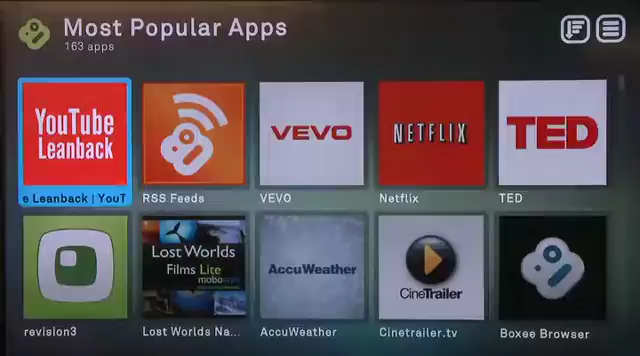 Most Popular Apps
163 apps
YouTube
Leanback
VEVO
NETFLIX
TED
e Leanback | YouT
RSS Feeds
VEVO
Netflix
TED
Lost Worlds
Films Lite
AccuWeather
CineTrailer
revision3
Lost Worlds Na...
AccuWeather
Cinetrailer.tv
Boxee Browser